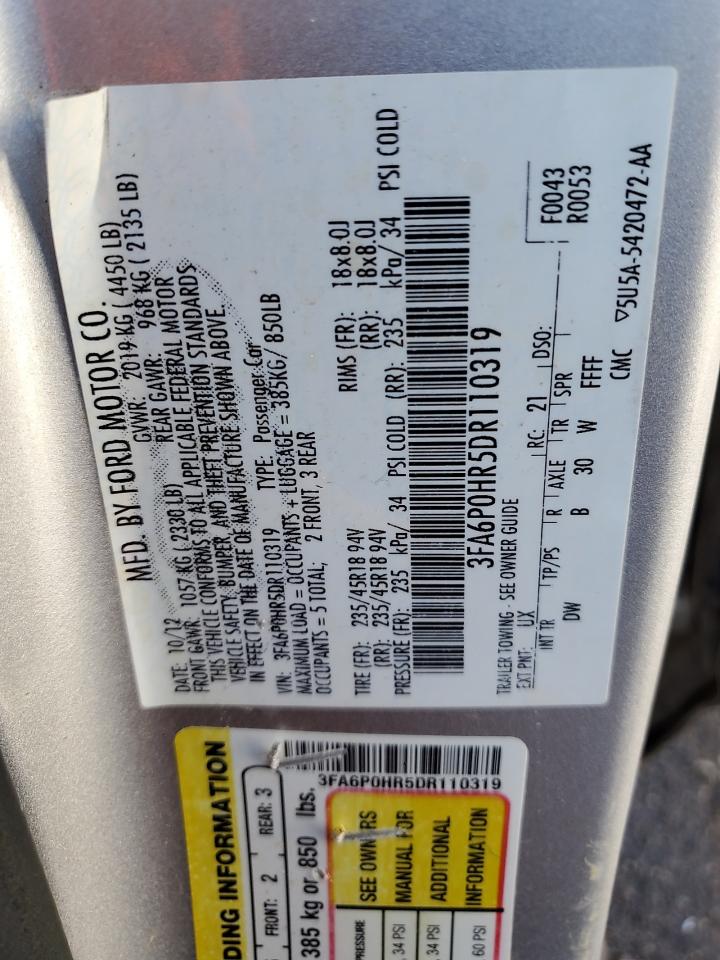 MFD. BY FORD MOTOR CO.
DATE: 10/12 GVWR: 2019 KG ( 4450 LB)
FRONT GAWR: 1057 KG ( 2330 LB) REAR GAWR: 968 KG ( 2135 LB)
THIS VEHICLE CONFORMS TO ALL APPLICABLE FEDERAL MOTOR
VEHICLE SAFETY, BUMPER, AND THEFT PREVENTION STANDARDS
IN EFFECT ON THE DATE OF MANUFACTURE SHOWN ABOVE.
VIN: 3FA6P0HR5DR110319 TYPE: Passenger Car
MAXIMUM LOAD = OCCUPANTS + LUGGAGE = 385KG/ 850LB
OCCUPANTS = 5 TOTAL; 2 FRONT, 3 REAR
TIRE (FR): 235/45R18 94V RIMS (FR): 18x8.0J
(RR): 235/45R18 94V (RR): 18x8.0J
PRESSURE (FR): 235 kPa/ 34 PSI COLD (RR): 235 kPa/ 34 PSI COLD
3FA6P0HR5DR110319
TRAILER TOWING - SEE OWNER GUIDE
EXT PNT: UX RC: 21 DSO: F0043
R0053
INT TR TP/PS R AXLE TR SPR
DW B 30 W FFFF
CMC ▽5U5A-5420472-AA
3FA6P0HR5DR110319
DING INFORMATION
FRONT: 2 REAR: 3
385 kg or 850 lbs.
SEE OWNERS
MANUAL FOR
ADDITIONAL
INFORMATION
PRESSURE
, 34 PSI
, 34 PSI
60 PSI